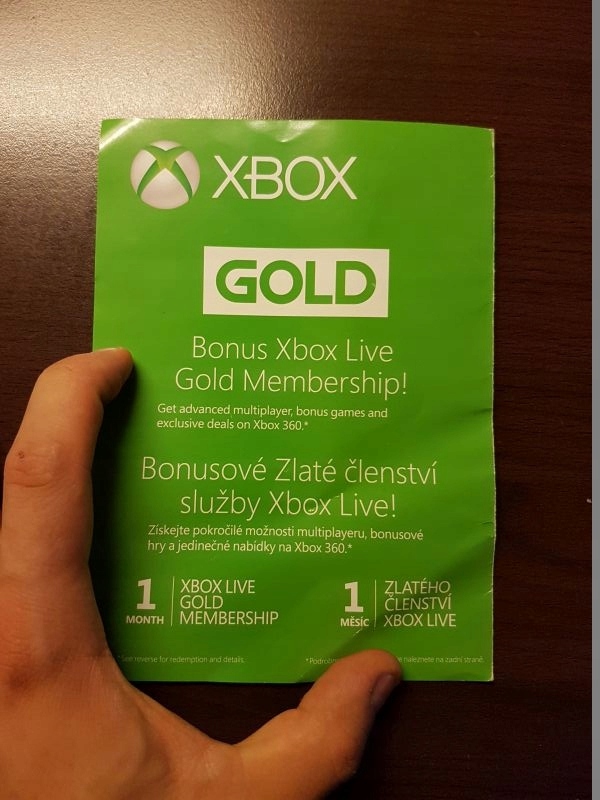 XBOX
GOLD
Bonus Xbox Live
Gold Membership!
Get advanced multiplayer, bonus games and
exclusive deals on Xbox 360.*
Bonusové Zlaté členství
služby Xbox Live!
Získejte pokročilé možnosti multiplayeru, bonusové
hry a jedinečné nabídky na Xbox 360.*
1
MONTH
XBOX LIVE
GOLD
MEMBERSHIP
1
MĚSÍC
ZLATÉHO
ČLENSTVÍ
XBOX LIVE
*See reverse for redemption and details.
naleznete na zadní straně.